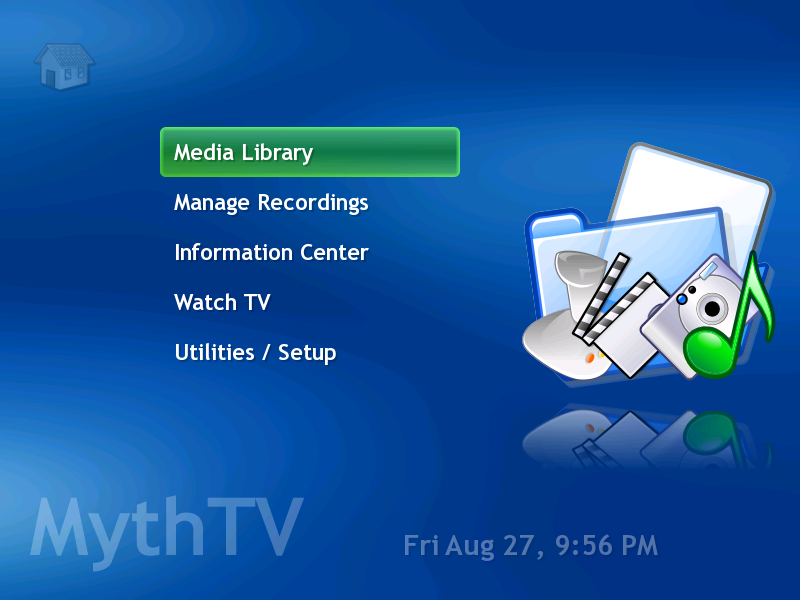 Media Library
Manage Recordings
Information Center
Watch TV
Utilities / Setup
MythTV
Fri Aug 27, 9:56 PM